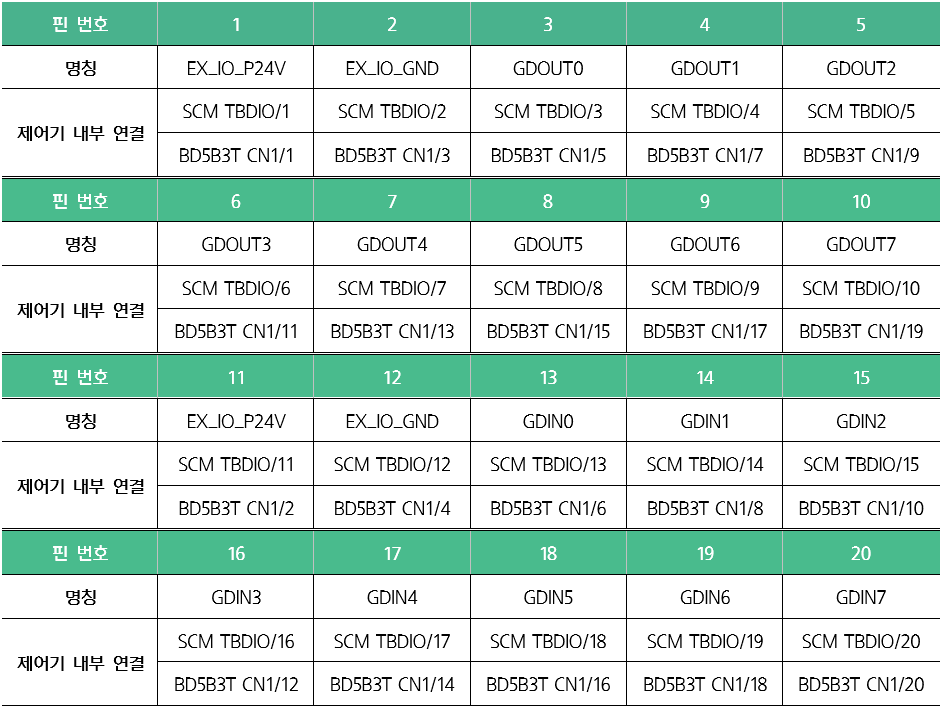 핀 번호 1 2 3 4 5
명칭 EX_IO_P24V EX_IO_GND GDOUT0 GDOUT1 GDOUT2
제어기 내부 연결 SCM TBDIO/1 SCM TBDIO/2 SCM TBDIO/3 SCM TBDIO/4 SCM TBDIO/5
BD5B3T CN1/1 BD5B3T CN1/3 BD5B3T CN1/5 BD5B3T CN1/7 BD5B3T CN1/9
핀 번호 6 7 8 9 10
명칭 GDOUT3 GDOUT4 GDOUT5 GDOUT6 GDOUT7
제어기 내부 연결 SCM TBDIO/6 SCM TBDIO/7 SCM TBDIO/8 SCM TBDIO/9 SCM TBDIO/10
BD5B3T CN1/11 BD5B3T CN1/13 BD5B3T CN1/15 BD5B3T CN1/17 BD5B3T CN1/19
핀 번호 11 12 13 14 15
명칭 EX_IO_P24V EX_IO_GND GDIN0 GDIN1 GDIN2
제어기 내부 연결 SCM TBDIO/11 SCM TBDIO/12 SCM TBDIO/13 SCM TBDIO/14 SCM TBDIO/15
BD5B3T CN1/2 BD5B3T CN1/4 BD5B3T CN1/6 BD5B3T CN1/8 BD5B3T CN1/10
핀 번호 16 17 18 19 20
명칭 GDIN3 GDIN4 GDIN5 GDIN6 GDIN7
제어기 내부 연결 SCM TBDIO/16 SCM TBDIO/17 SCM TBDIO/18 SCM TBDIO/19 SCM TBDIO/20
BD5B3T CN1/12 BD5B3T CN1/14 BD5B3T CN1/16 BD5B3T CN1/18 BD5B3T CN1/20